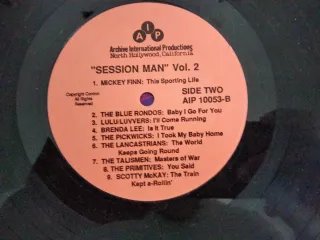 A I P
Archive International Productions
North Hollywood, California
"SESSION MAN" Vol. 2
1. MICKEY FINN: This Sporting Life
Copyright Control
All Rights
Reserved
SIDE TWO
AIP 10053-B
2. THE BLUE RONDOS: Baby I Go For You
3. LULU-LUVVERS: I'll Come Running
4. BRENDA LEE: Is It True
5. THE PICKWICKS: I Took My Baby Home
6. THE LANCASTRIANS: The World
Keeps Going Round
7. THE TALISMEN: Masters of War
8. THE PRIMITIVES: You Said
9. SCOTTY McKAY: The Train
Kept a-Rollin'